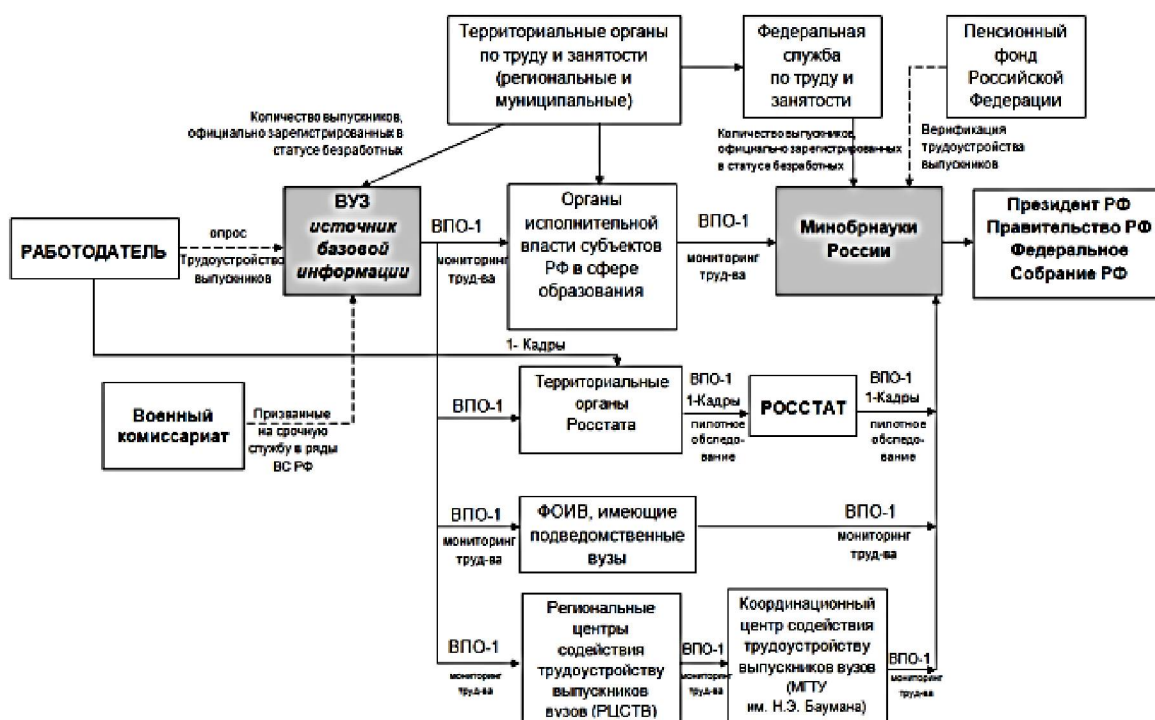 Территориальные органы
по труду и занятости
(региональные и
муниципальные)
Федеральная
служба
по труду и
занятости
Пенсионный
фонд
Российской
Федерации
Количество выпускников,
официально зарегистрированных в
статусе безработных
Количество выпускников,
официально зарегистрированных
в статусе безработных
Верификация
трудоустройства
выпускников
РАБОТОДАТЕЛЬ
опрос
Трудоустройство
выпускников
ВУЗ
источник
базовой
информации
ВПО-1
мониторинг
труд-ва
Органы
исполнительной
власти субъектов
РФ в сфере
образования
ВПО-1
мониторинг
труд-ва
Минобрнауки
России
Президент РФ
Правительство РФ
Федеральное
Собрание РФ
1- Кадры
Военный
комиссариат
Призванные
на срочную
службу в ряды
ВС РФ
ВПО-1
Территориальные
органы
Росстата
ВПО-1
1-Кадры
пилотное
обследо-
вание
РОССТАТ
ВПО-1
1-Кадры
пилотное
обследо-
вание
ВПО-1
мониторинг
труд-ва
ФОИВ, имеющие
подведомственные
вузы
ВПО-1
мониторинг
труд-ва
ВПО-1
мониторинг
труд-ва
Региональные
центры
содействия
трудоустройству
выпускников
вузов (РЦСТВ)
ВПО-1
мониторинг
труд-ва
Координационный
центр содействия
трудоустройству
выпускников вузов
(МГТУ
им. Н.Э. Баумана)
ВПО-1
мониторинг
труд-ва